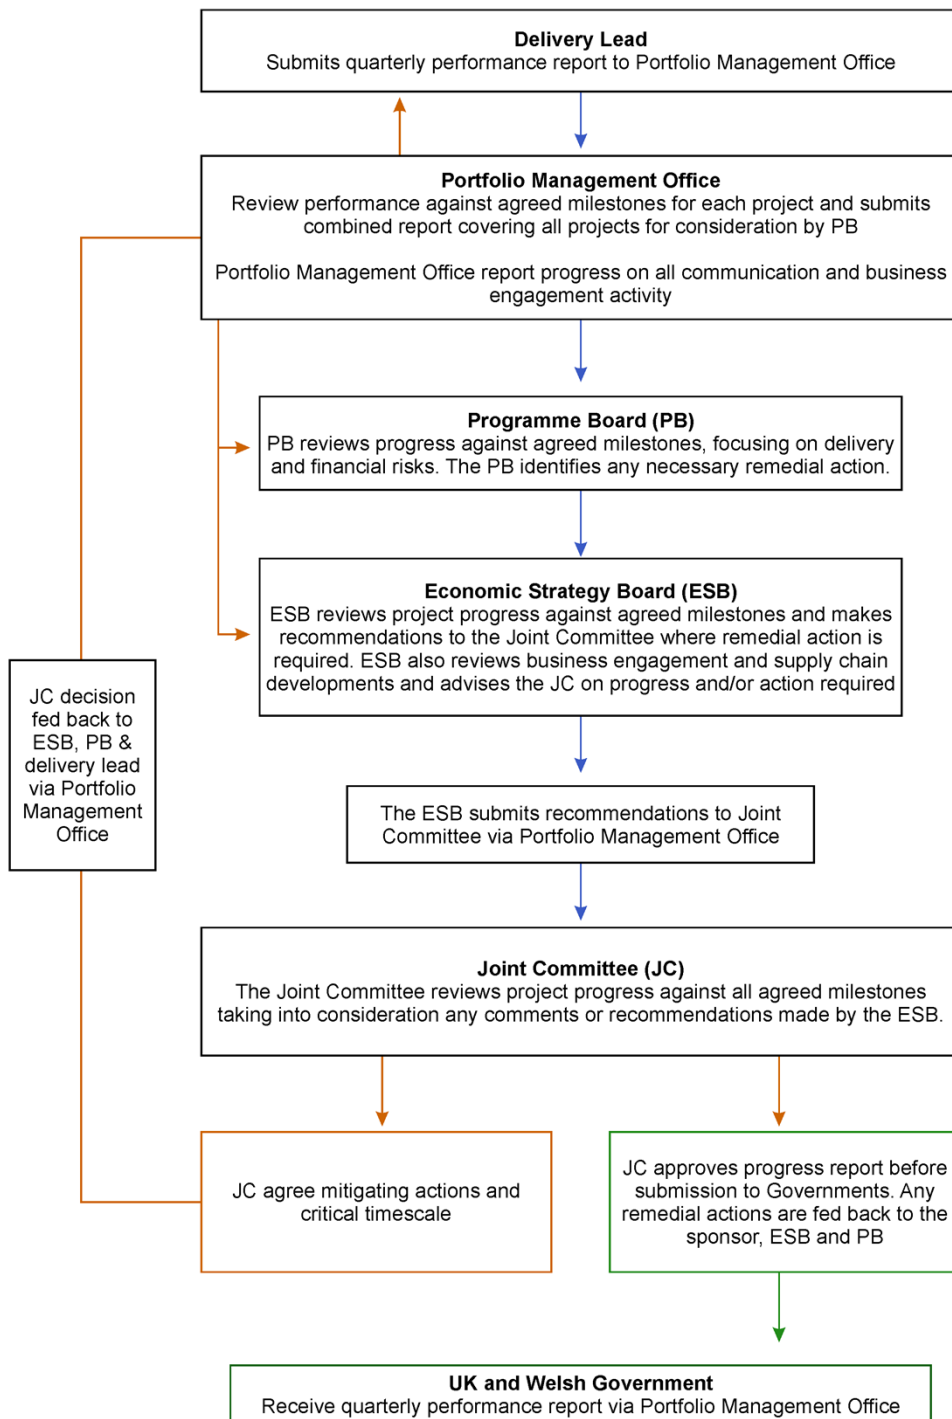 Delivery Lead
Submits quarterly performance report to Portfolio Management Office
Portfolio Management Office
Review performance against agreed milestones for each project and submits
combined report covering all projects for consideration by PB
Portfolio Management Office report progress on all communication and business
engagement activity
Programme Board (PB)
PB reviews progress against agreed milestones, focusing on delivery
and financial risks. The PB identifies any necessary remedial action.
Economic Strategy Board (ESB)
ESB reviews project progress against agreed milestones and makes
recommendations to the Joint Committee where remedial action is
required. ESB also reviews business engagement and supply chain
developments and advises the JC on progress and/or action required
JC decision
fed back to
ESB, PB &
delivery lead
via Portfolio
Management
Office
The ESB submits recommendations to Joint
Committee via Portfolio Management Office
Joint Committee (JC)
The Joint Committee reviews project progress against all agreed milestones
taking into consideration any comments or recommendations made by the ESB.
JC agree mitigating actions and
critical timescale
JC approves progress report before
submission to Governments. Any
remedial actions are fed back to the
sponsor, ESB and PB
UK and Welsh Government
Receive quarterly performance report via Portfolio Management Office